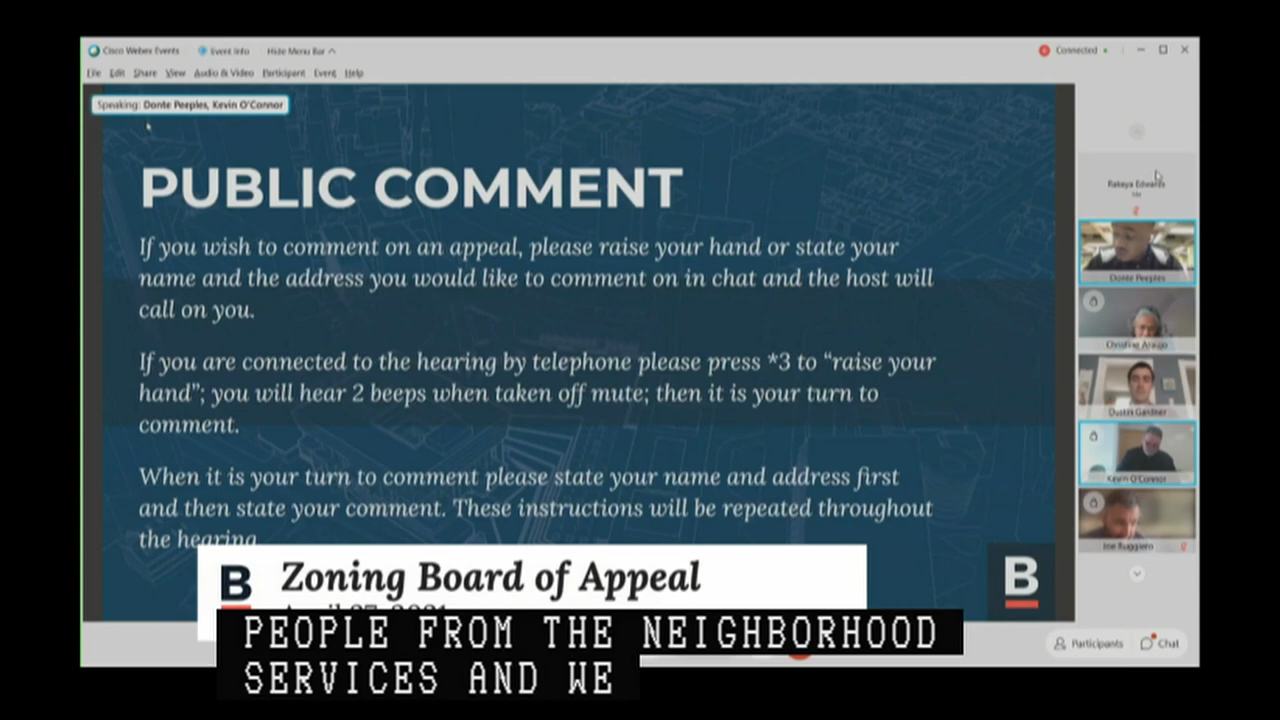 Cisco Webex Events Event Info Hide Menu Bar Connected
File Edit Share View Audio & Video Participant Event Help
Speaking: Donte Peeples, Kevin O'Connor
PUBLIC COMMENT
If you wish to comment on an appeal, please raise your hand or state your
name and the address you would like to comment on in chat and the host will
call on you.
If you are connected to the hearing by telephone please press *3 to “raise your
hand”; you will hear 2 beeps when taken off mute; then it is your turn to
comment.
When it is your turn to comment please state your name and address first
and then state your comment. These instructions will be repeated throughout
the hearing
Rakeya Edwards
Me
Donte Peeples
Christine Araujo
Dustin Gardner
Kevin O'Connor
Joe Ruggiero
B
B Zoning Board of Appeal
April 27, 2021
PEOPLE FROM THE NEIGHBORHOOD
SERVICES AND WE
Participants Chat